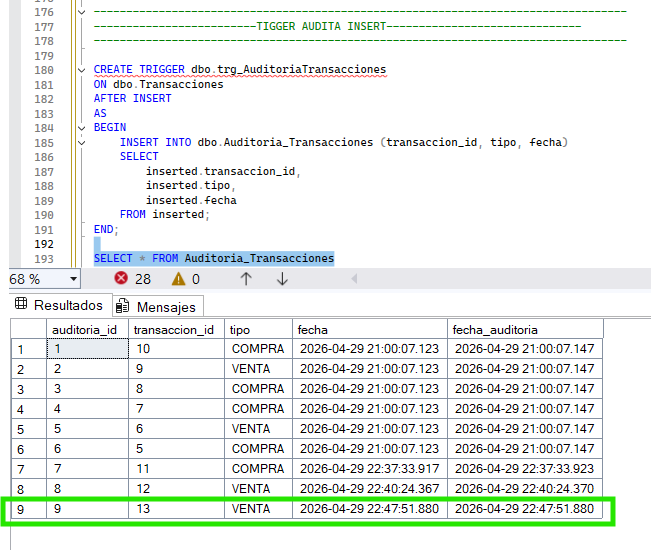 176 --------------------------------------------------------------------------------
177 -------------------------TIGGER AUDITA INSERT------------------------------
178 --------------------------------------------------------------------------------
179
180 CREATE TRIGGER dbo.trg_AuditoriaTransacciones
181 ON dbo.Transacciones
182 AFTER INSERT
183 AS
184 BEGIN
185 INSERT INTO dbo.Auditoria_Transacciones (transaccion_id, tipo, fecha)
186 SELECT
187 inserted.transaccion_id,
188 inserted.tipo,
189 inserted.fecha
190 FROM inserted;
191 END;
192
193 SELECT * FROM Auditoria_Transacciones
68 % 28 0
Resultados Mensajes
auditoria_id transaccion_id tipo fecha fecha_auditoria
1 1 10 COMPRA 2026-04-29 21:00:07.123 2026-04-29 21:00:07.147
2 2 9 VENTA 2026-04-29 21:00:07.123 2026-04-29 21:00:07.147
3 3 8 COMPRA 2026-04-29 21:00:07.123 2026-04-29 21:00:07.147
4 4 7 COMPRA 2026-04-29 21:00:07.123 2026-04-29 21:00:07.147
5 5 6 VENTA 2026-04-29 21:00:07.123 2026-04-29 21:00:07.147
6 6 5 COMPRA 2026-04-29 21:00:07.123 2026-04-29 21:00:07.147
7 7 11 COMPRA 2026-04-29 22:37:33.917 2026-04-29 22:37:33.923
8 8 12 VENTA 2026-04-29 22:40:24.367 2026-04-29 22:40:24.370
9 9 13 VENTA 2026-04-29 22:47:51.880 2026-04-29 22:47:51.880